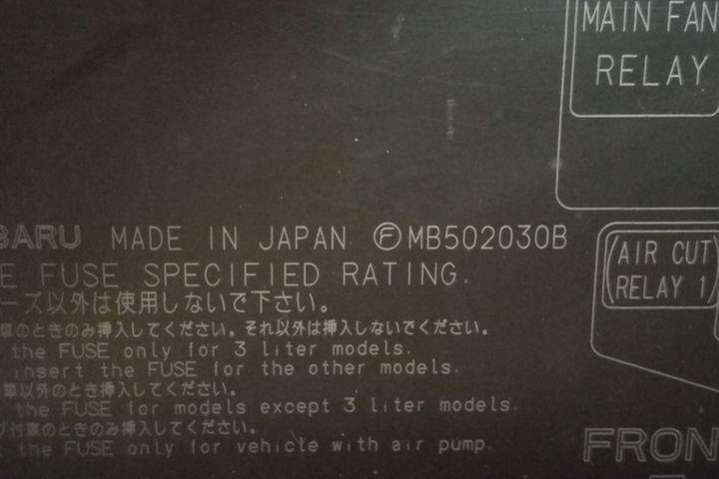 MAIN FAN
RELAY
BARU MADE IN JAPAN ⒻMB502030B
E FUSE SPECIFIED RATING.
ーズ以外は使用しないで下さい。
AIR CUT
RELAY 1
車のときのみ挿入してください。それ以外は挿入しないでください。
the FUSE only for 3 liter models.
insert the FUSE for the other models.
車以外のとき挿入してください。
the FUSE for models except 3 liter models.
付車のときのみ挿入してください。
the FUSE only for vehicle with air pump.
FRON